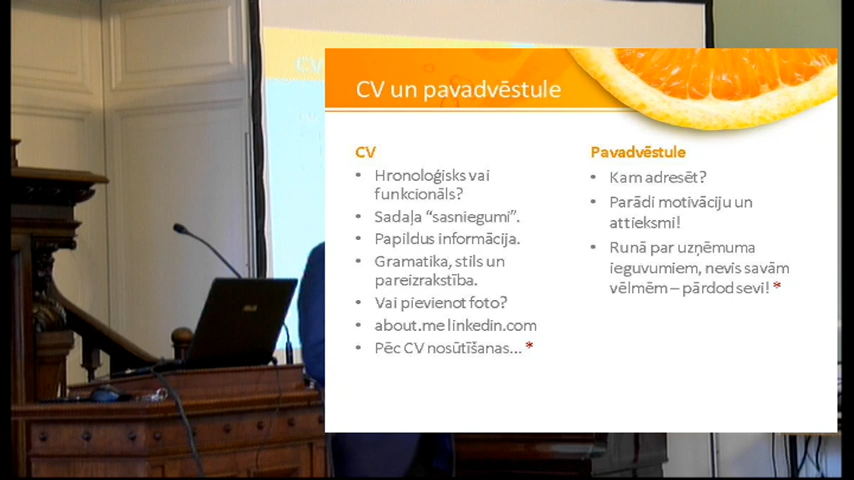 CV un pavadvēstule
CV
• Hronoloģisks vai
funkcionāls?
• Sadaļa “sasniegumi”.
• Papildus informācija.
• Gramatika, stils un
pareizrakstība.
• Vai pievienot foto?
• about.me linkedin.com
• Pēc CV nosūtīšanas... *
Pavadvēstule
• Kam adresēt?
• Parādi motivāciju un
attieksmi!
• Runā par uzņēmuma
ieguvumiem, nevis savām
vēlmēm – pārdod sevi! *
CV